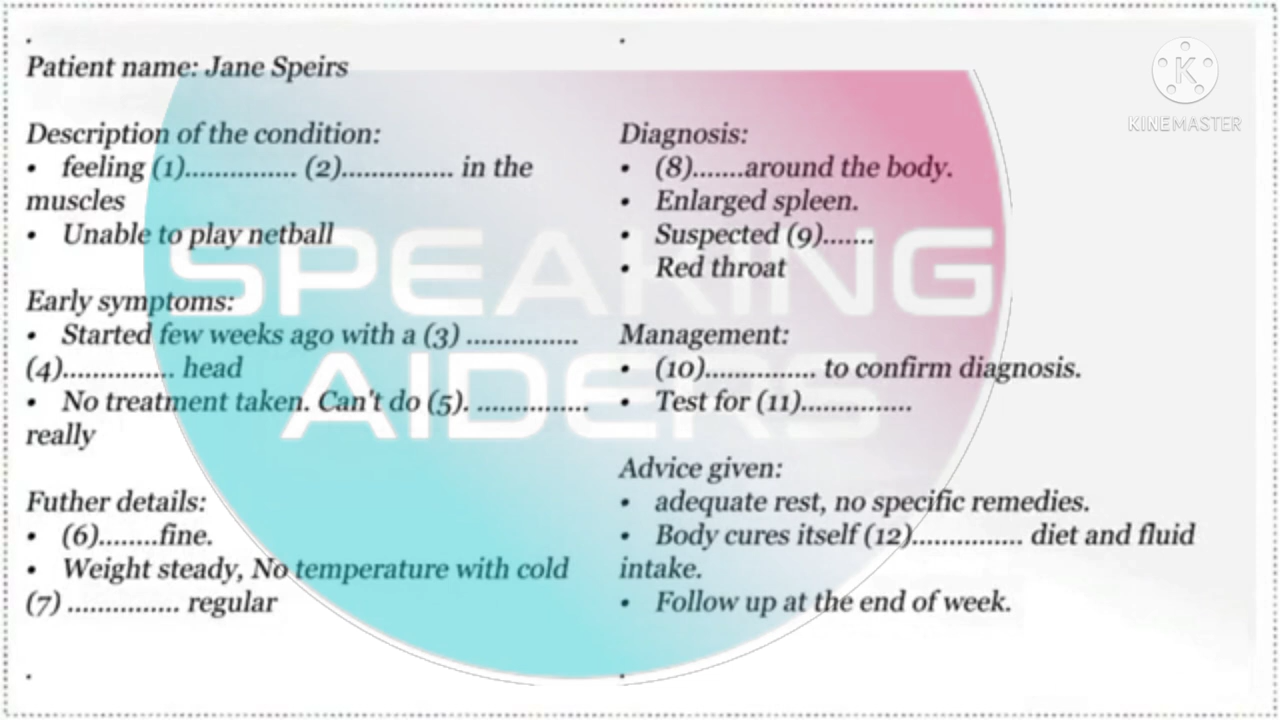 .
Patient name: Jane Speirs
Description of the condition:
• feeling (1)............... (2)............... in the
muscles
• Unable to play netball
Early symptoms:
• Started few weeks ago with a (3) ...............
(4)............... head
• No treatment taken. Can't do (5). ...............
really
Futher details:
• (6)........fine.
• Weight steady, No temperature with cold
(7) ............... regular
.
.
Diagnosis:
• (8).......around the body.
• Enlarged spleen.
• Suspected (9).......
• Red throat
Management:
• (10)............... to confirm diagnosis.
• Test for (11)...............
Advice given:
• adequate rest, no specific remedies.
• Body cures itself (12)............... diet and fluid
intake.
• Follow up at the end of week.
.
SPEAKING
AIDERS
K
KINEMASTER